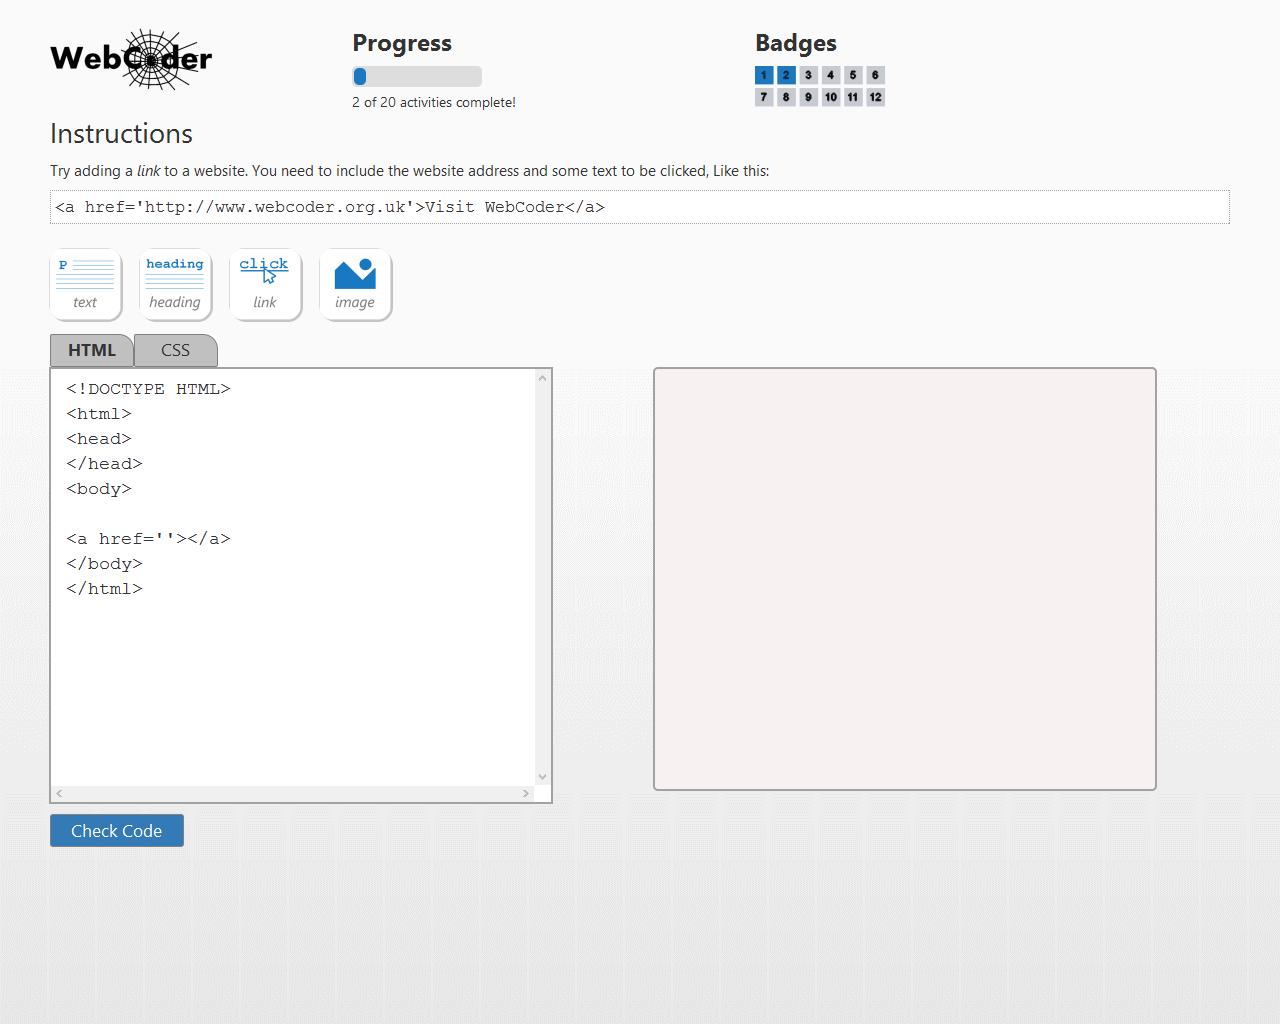 WebCoder
Progress
2 of 20 activities complete!
Badges
1 2 3 4 5 6
7 8 9 10 11 12
Instructions
Try adding a link to a website. You need to include the website address and some text to be clicked, Like this:
<a href='http://www.webcoder.org.uk'>Visit WebCoder</a>
P
text
heading
heading
click
link
image
HTML
CSS
<!DOCTYPE HTML>
<html>
<head>
</head>
<body>
<a href=''></a>
</body>
</html>
Check Code